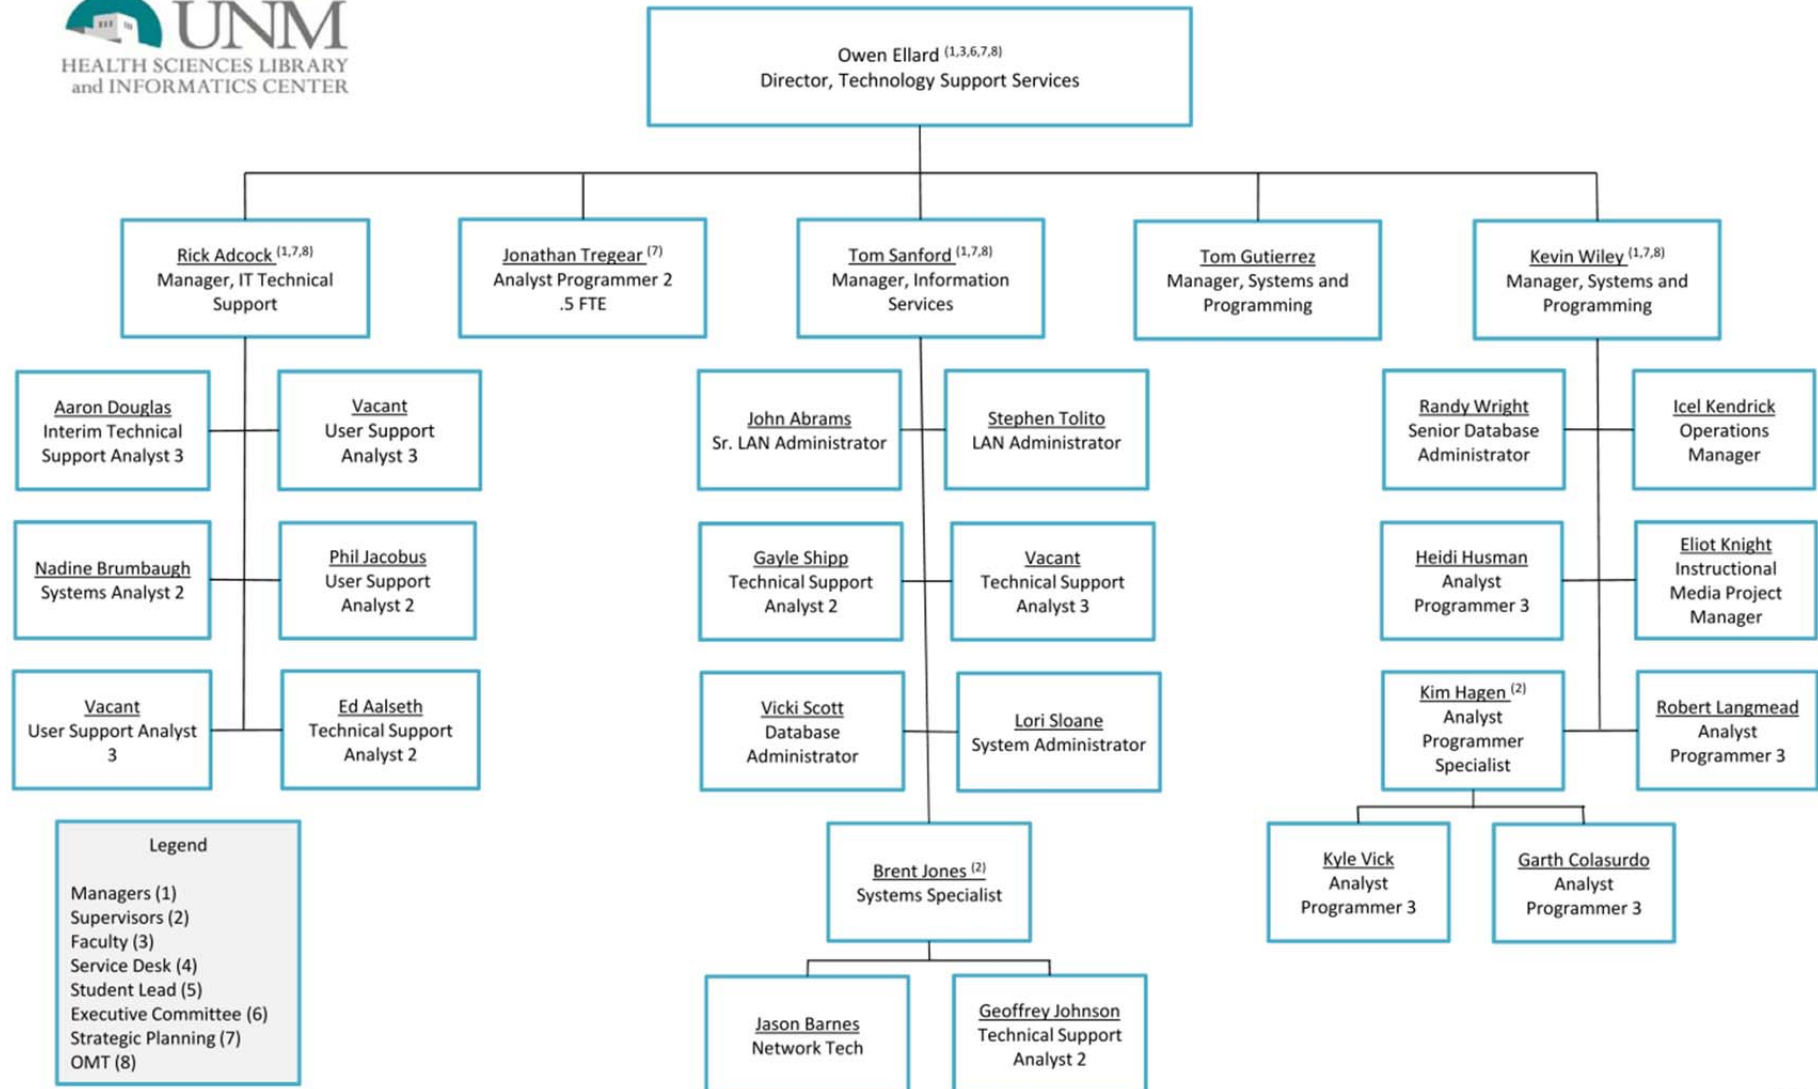 UNM
HEALTH SCIENCES LIBRARY
and INFORMATICS CENTER
Owen Ellard (1,3,6,7,8)
Director, Technology Support Services
Rick Adcock (1,7,8)
Manager, IT Technical
Support
Jonathan Tregear (7)
Analyst Programmer 2
.5 FTE
Tom Sanford (1,7,8)
Manager, Information
Services
Tom Gutierrez
Manager, Systems and
Programming
Kevin Wiley (1,7,8)
Manager, Systems and
Programming
Aaron Douglas
Interim Technical
Support Analyst 3
Vacant
User Support
Analyst 3
John Abrams
Sr. LAN Administrator
Stephen Tolito
LAN Administrator
Randy Wright
Senior Database
Administrator
Icel Kendrick
Operations
Manager
Nadine Brumbaugh
Systems Analyst 2
Phil Jacobus
User Support
Analyst 2
Gayle Shipp
Technical Support
Analyst 2
Vacant
Technical Support
Analyst 3
Heidi Husman
Analyst
Programmer 3
Eliot Knight
Instructional
Media Project
Manager
Vacant
User Support Analyst
3
Ed Aalseth
Technical Support
Analyst 2
Vicki Scott
Database
Administrator
Lori Sloane
System Administrator
Kim Hagen (2)
Analyst
Programmer
Specialist
Robert Langmead
Analyst
Programmer 3
Legend
Managers (1)
Supervisors (2)
Faculty (3)
Service Desk (4)
Student Lead (5)
Executive Committee (6)
Strategic Planning (7)
OMT (8)
Brent Jones (2)
Systems Specialist
Kyle Vick
Analyst
Programmer 3
Garth Colasurdo
Analyst
Programmer 3
Jason Barnes
Network Tech
Geoffrey Johnson
Technical Support
Analyst 2